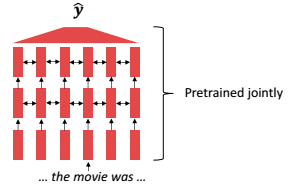 ŷ
Pretrained jointly
... the movie was ...